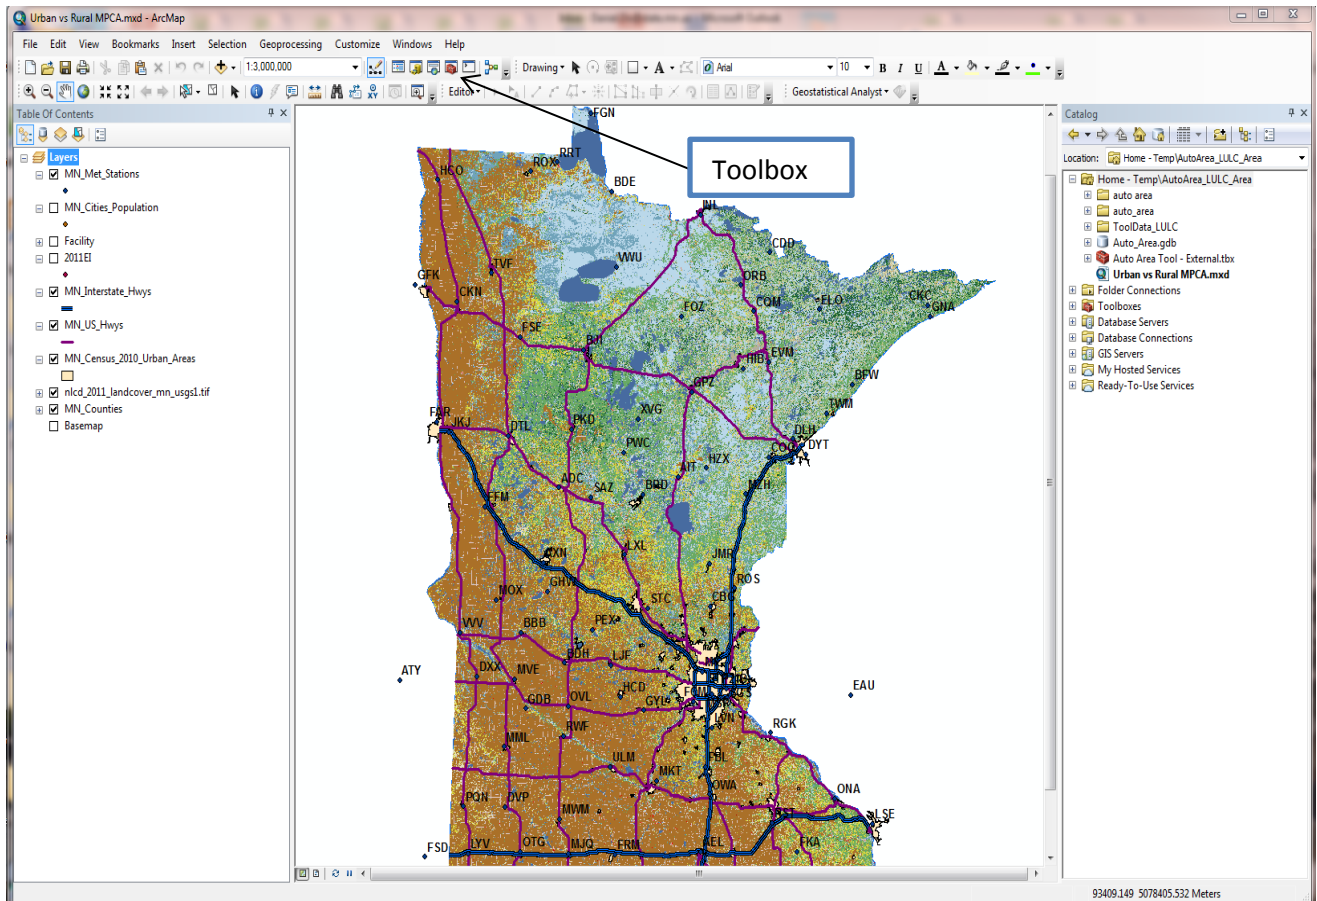 Urban vs Rural MPCA.mxd - ArcMap
File Edit View Bookmarks Insert Selection Geoprocessing Customize Windows Help
1:3,000,000
Drawing
A
Arial
10
B I U A
Editor
Geostatistical Analyst
Table Of Contents
Layers
MN_Met_Stations
MN_Cities_Population
Facility
2011EI
MN_Interstate_Hwys
MN_US_Hwys
MN_Census_2010_Urban_Areas
nlcd_2011_landcover_mn_usgs1.tif
MN_Counties
Basemap
Toolbox
FGN
RRT
ROX
HCO
BDE
INL
CDD
VWU
TVF
GFK
ORB
CKN
FOZ
COM
ELO
CKC
GNA
FSE
BJI
HIB
EVM
GPZ
BFW
TWM
FAR
JKJ
DTL
PKD
XVG
DLH
DYT
COQ
PWC
AIT
HZX
ADC
SAZ
BRD
MZH
FFM
AXN
LXL
JMR
ROS
MOX
GHW
STC
CBG
VVV
BBB
PEX
BDH
LJF
ATY
DXX
MVE
HCD
FCM
EAU
GDB
OVL
GYL
LVN
RGK
RWF
MML
ULM
MKT
FBL
OWA
ONA
PQN
DVP
MWM
RST
LSE
FSD
LYV
OTG
MJQ
FRM
AEL
FKA
Catalog
Location: Home - Temp\AutoArea_LULC_Area
Home - Temp\AutoArea_LULC_Area
auto area
auto_area
ToolData_LULC
Auto_Area.gdb
Auto Area Tool - External.tbx
Urban vs Rural MPCA.mxd
Folder Connections
Toolboxes
Database Servers
Database Connections
GIS Servers
My Hosted Services
Ready-To-Use Services
93409.149 5078405.532 Meters